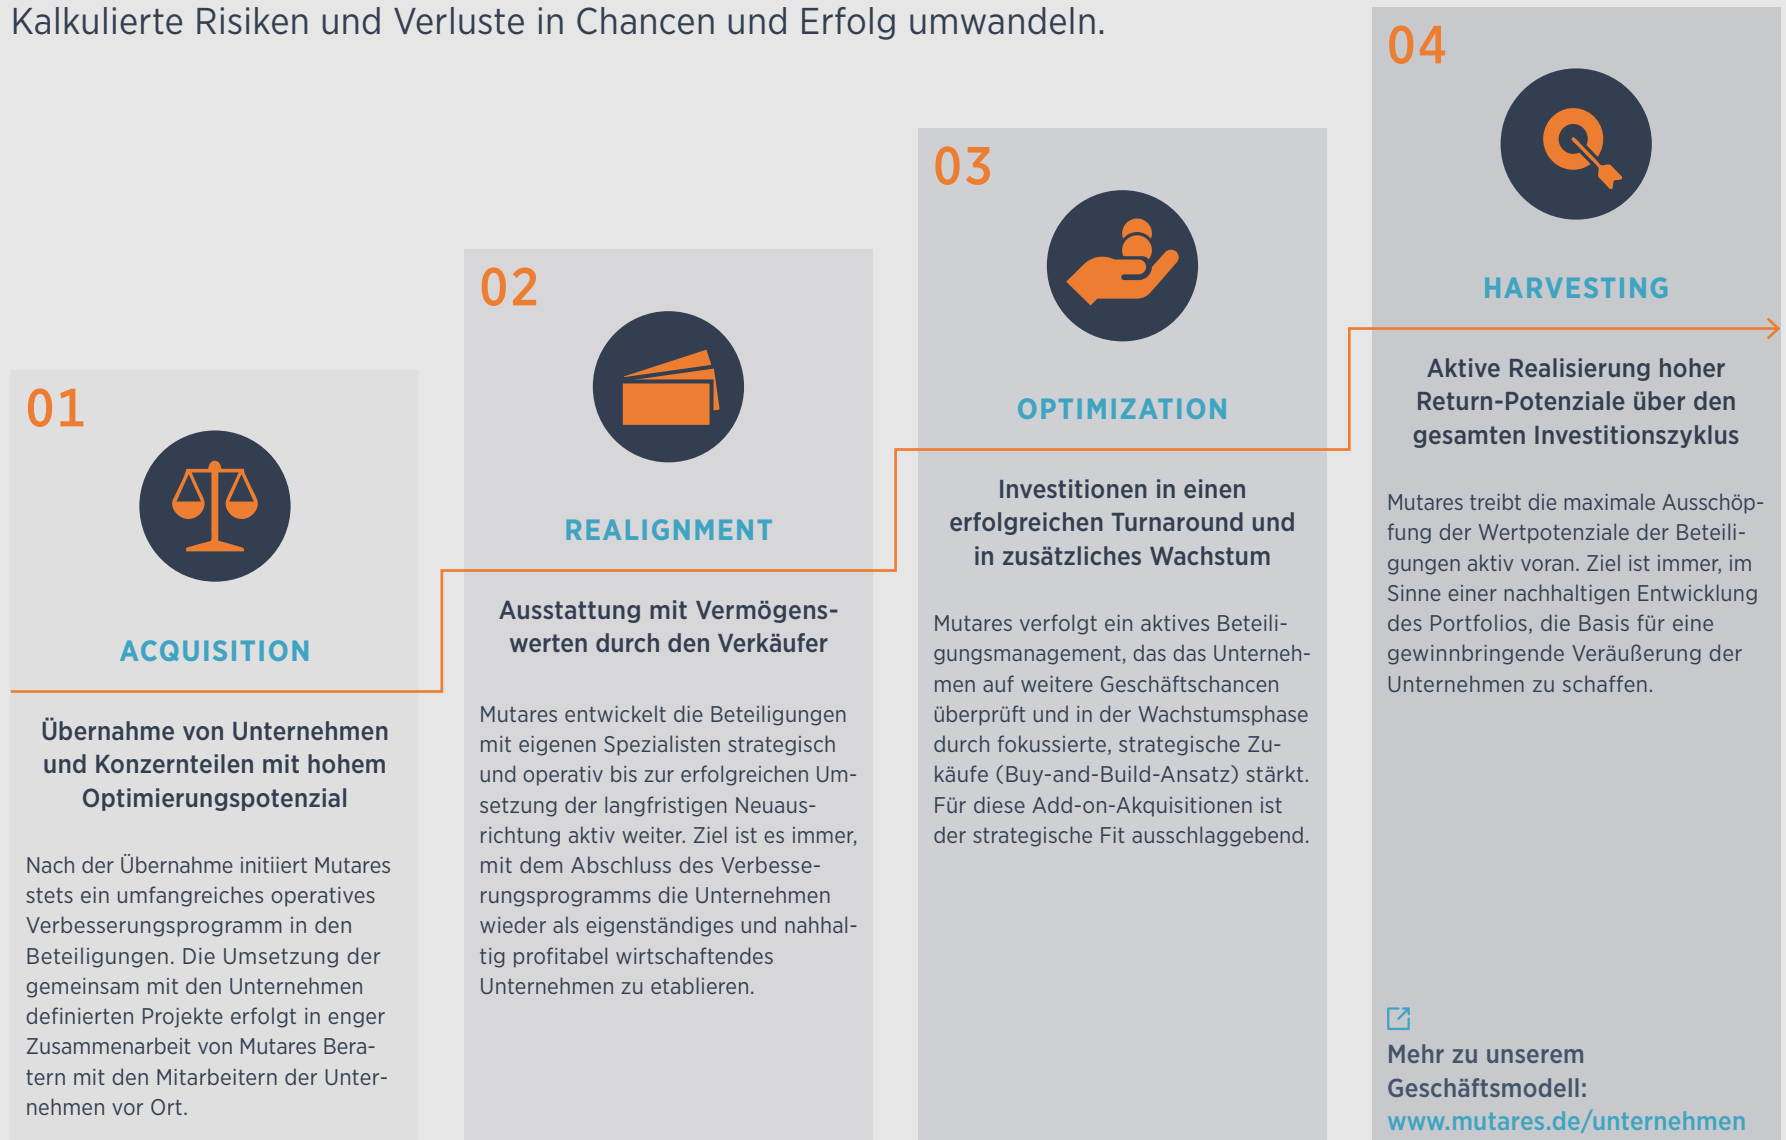 Kalkulierte Risiken und Verluste in Chancen und Erfolg umwandeln.
01
ACQUISITION
Übernahme von Unternehmen
und Konzernteilen mit hohem
Optimierungspotenzial
Nach der Übernahme initiiert Mutares
stets ein umfangreiches operatives
Verbesserungsprogramm in den
Beteiligungen. Die Umsetzung der
gemeinsam mit den Unternehmen
definierten Projekte erfolgt in enger
Zusammenarbeit von Mutares Bera-
tern mit den Mitarbeitern der Unter-
nehmen vor Ort.
02
REALIGNMENT
Ausstattung mit Vermögens-
werten durch den Verkäufer
Mutares entwickelt die Beteiligungen
mit eigenen Spezialisten strategisch
und operativ bis zur erfolgreichen Um-
setzung der langfristigen Neuaus-
richtung aktiv weiter. Ziel ist es immer,
mit dem Abschluss des Verbesse-
rungsprogramms die Unternehmen
wieder als eigenständiges und nahhal-
tig profitabel wirtschaftendes
Unternehmen zu etablieren.
03
OPTIMIZATION
Investitionen in einen
erfolgreichen Turnaround und
in zusätzliches Wachstum
Mutares verfolgt ein aktives Beteili-
gungsmanagement, das das Unterneh-
men auf weitere Geschäftschancen
überprüft und in der Wachstumsphase
durch fokussierte, strategische Zu-
käufe (Buy-and-Build-Ansatz) stärkt.
Für diese Add-on-Akquisitionen ist
der strategische Fit ausschlaggebend.
04
HARVESTING
Aktive Realisierung hoher
Return-Potenziale über den
gesamten Investitionszyklus
Mutares treibt die maximale Ausschöp-
fung der Wertpotenziale der Beteili-
gungen aktiv voran. Ziel ist immer, im
Sinne einer nachhaltigen Entwicklung
des Portfolios, die Basis für eine
gewinnbringende Veräußerung der
Unternehmen zu schaffen.
Mehr zu unserem
Geschäftsmodell:
www.mutares.de/unternehmen